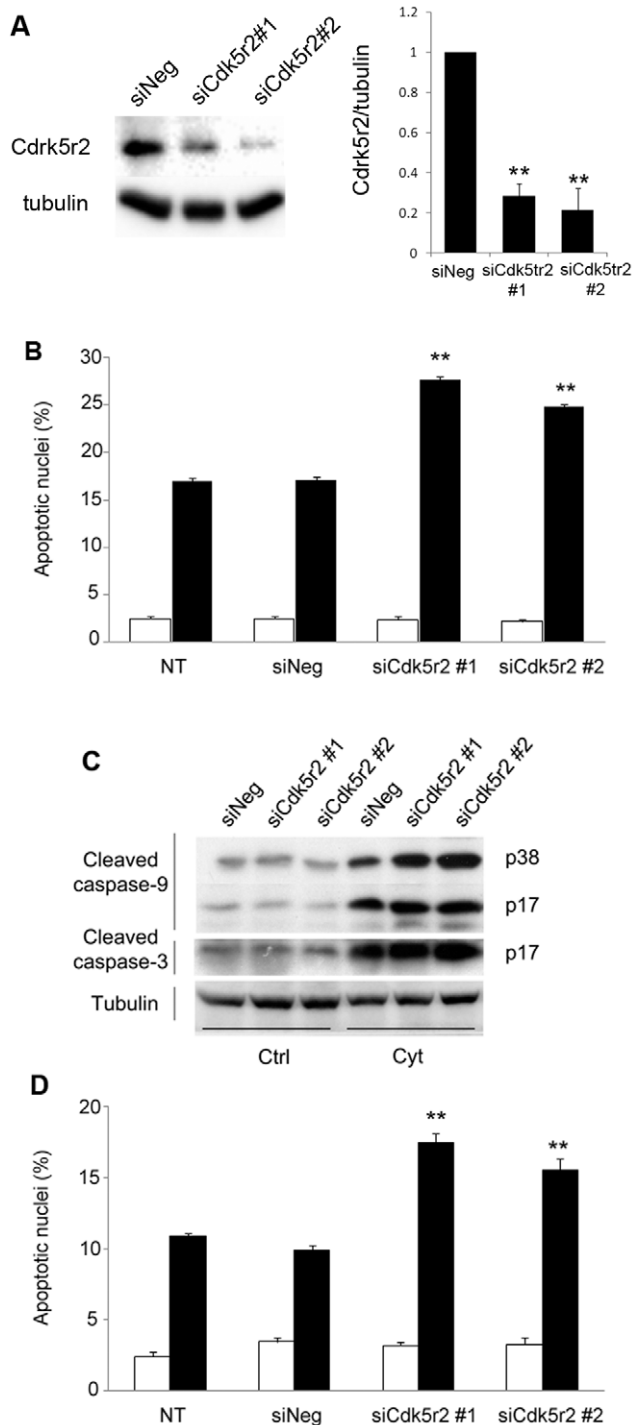 A
siNeg
siCdk5r2#1
siCdk5r2#2
Cdrk5r2
tubulin
Cdrk5r2/tubulin
1.2
1
0.8
0.6
0.4
0.2
0
**
**
siNeg
siCdk5tr2 #1
siCdk5tr2 #2
B
Apoptotic nuclei (%)
30
25
20
15
10
5
0
**
**
NT
siNeg
siCdk5r2 #1
siCdk5r2 #2
C
siNeg
siCdk5r2 #1
siCdk5r2 #2
siNeg
siCdk5r2 #1
siCdk5r2 #2
Cleaved
caspase-9
p38
p17
Cleaved
caspase-3
p17
Tubulin
Ctrl
Cyt
D
Apoptotic nuclei (%)
20
15
10
5
0
**
**
NT
siNeg
siCdk5r2 #1
siCdk5r2 #2